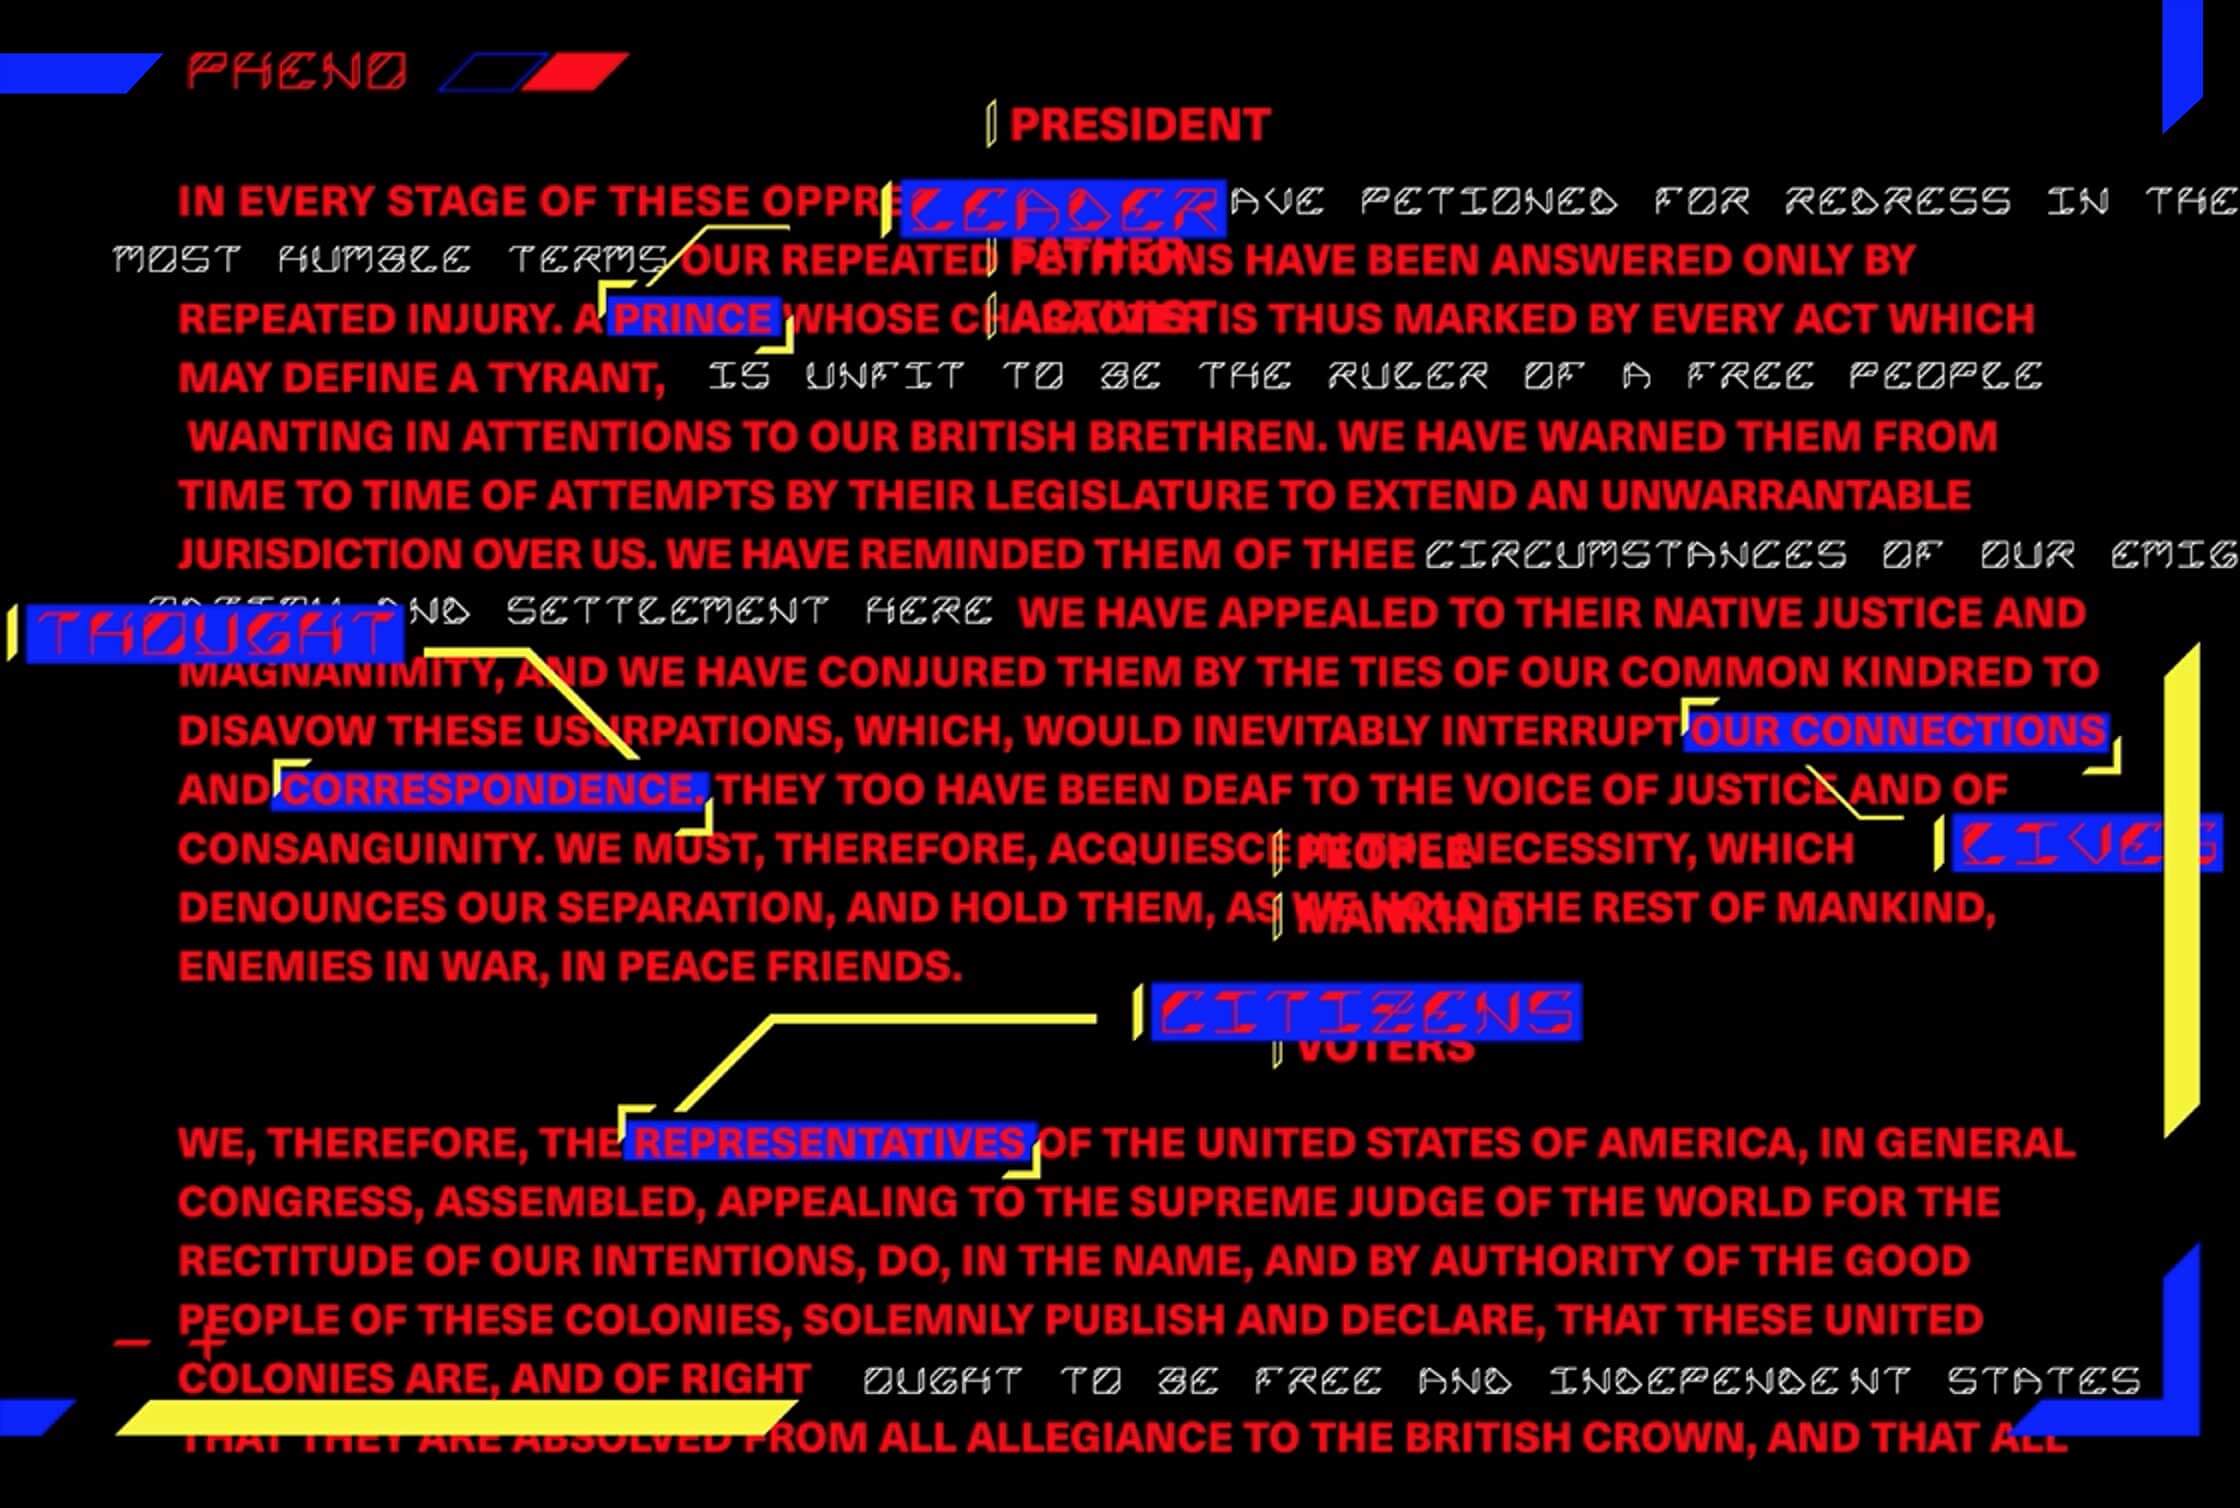 PHENO
PRESIDENT
IN EVERY STAGE OF THESE OPPRE LEADER AVE PETIONED FOR REDRESS IN THE
MOST HUMBLE TERMS OUR REPEATED HAVE BEEN ANSWERED ONLY BY
FATHER
REPEATED INJURY. A PRINCE WHOSE IS THUS MARKED BY EVERY ACT WHICH
ACTIVIST
MAY DEFINE A TYRANT, IS UNFIT TO BE THE RULER OF A FREE PEOPLE
WANTING IN ATTENTIONS TO OUR BRITISH BRETHREN. WE HAVE WARNED THEM FROM
TIME TO TIME OF ATTEMPTS BY THEIR LEGISLATURE TO EXTEND AN UNWARRANTABLE
JURISDICTION OVER US. WE HAVE REMINDED THEM OF THEE CIRCUMSTANCES OF OUR EMIG
AND SETTLEMENT HERE WE HAVE APPEALED TO THEIR NATIVE JUSTICE AND
THOUGHT
MAGNANIMITY, AND WE HAVE CONJURED THEM BY THE TIES OF OUR COMMON KINDRED TO
DISAVOW THESE USURPATIONS, WHICH, WOULD INEVITABLY INTERRUPT OUR CONNECTIONS
AND CORRESPONDENCE. THEY TOO HAVE BEEN DEAF TO THE VOICE OF JUSTICE AND OF
CONSANGUINITY. WE MUST, THEREFORE, ACQUIESCE IN THE NECESSITY, WHICH LIVES
PEOPLE
DENOUNCES OUR SEPARATION, AND HOLD THEM, AS WE HOLD THE REST OF MANKIND,
MANKIND
ENEMIES IN WAR, IN PEACE FRIENDS.
CITIZENS
VOTERS
WE, THEREFORE, THE REPRESENTATIVES OF THE UNITED STATES OF AMERICA, IN GENERAL
CONGRESS, ASSEMBLED, APPEALING TO THE SUPREME JUDGE OF THE WORLD FOR THE
RECTITUDE OF OUR INTENTIONS, DO, IN THE NAME, AND BY AUTHORITY OF THE GOOD
PEOPLE OF THESE COLONIES, SOLEMNLY PUBLISH AND DECLARE, THAT THESE UNITED
− +
COLONIES ARE, AND OF RIGHT OUGHT TO BE FREE AND INDEPENDENT STATES
THAT THEY ARE ABSOLVED FROM ALL ALLEGIANCE TO THE BRITISH CROWN, AND THAT ALL